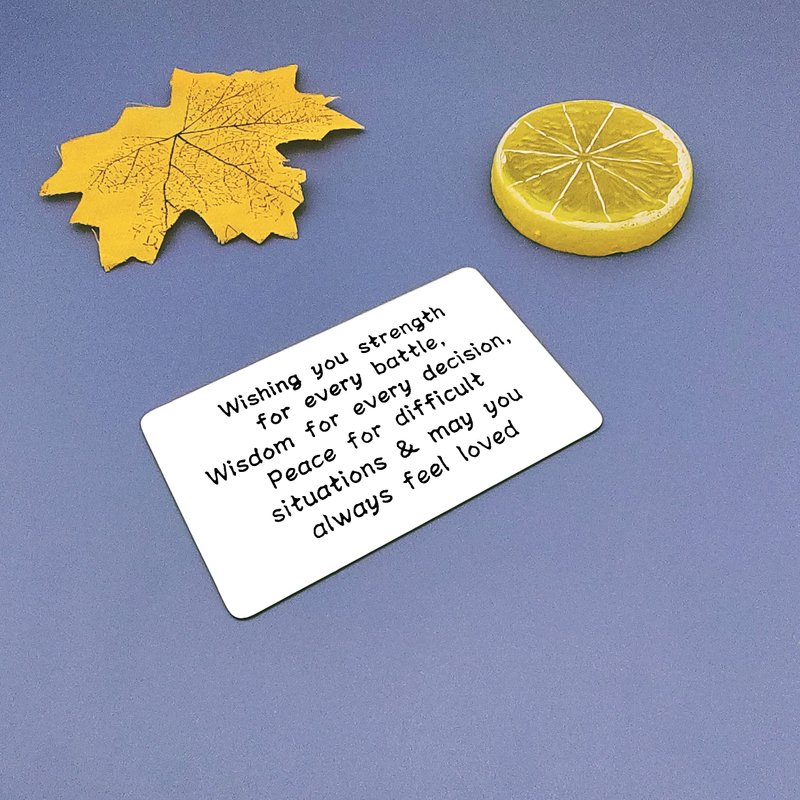 Wishing you strength
for every battle,
Wisdom for every decision,
Peace for difficult
situations & may you
always feel loved